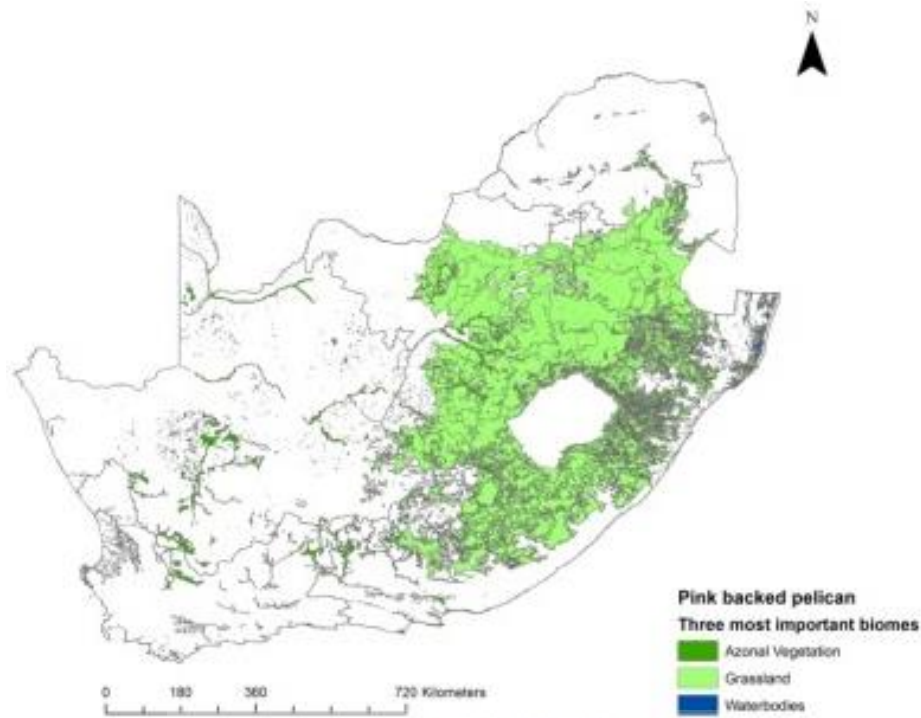 N
Pink backed pelican
Three most important biomes
Azonal Vegetation
Grassland
Waterbodies
0 180 360 720 Kilometers